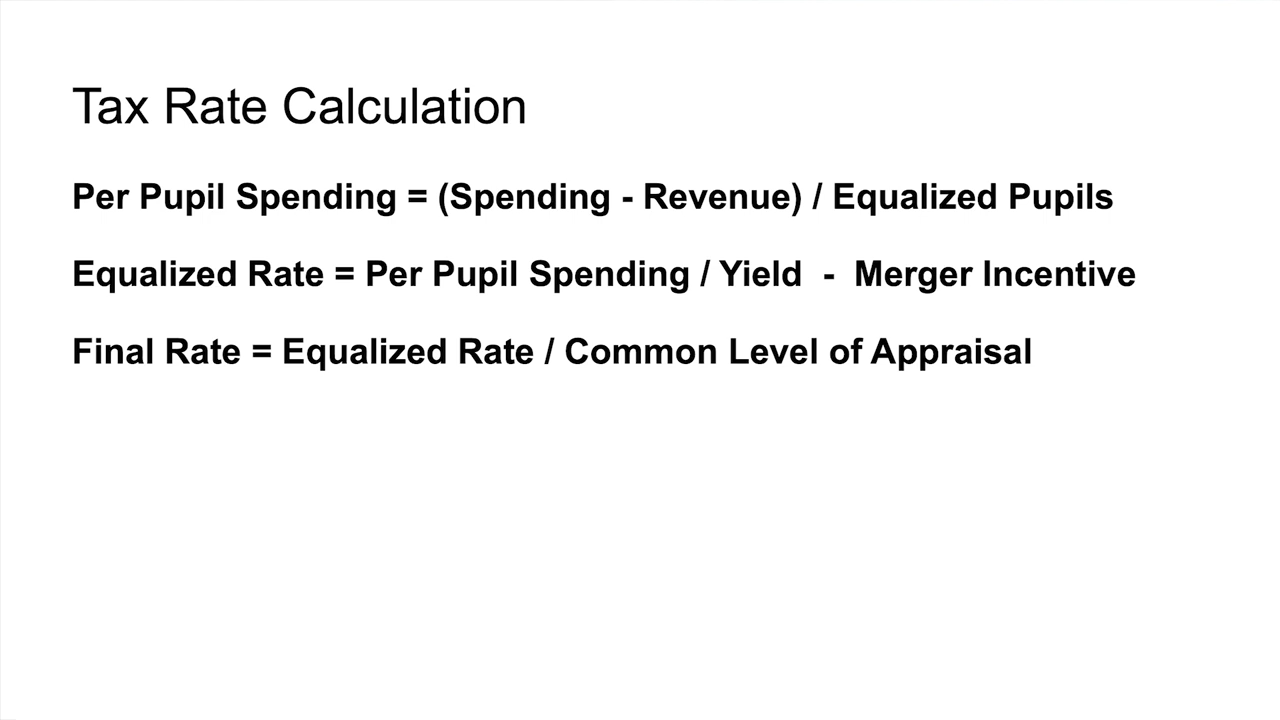 Tax Rate Calculation
Per Pupil Spending = (Spending - Revenue) / Equalized Pupils
Equalized Rate = Per Pupil Spending / Yield  -  Merger Incentive
Final Rate = Equalized Rate / Common Level of Appraisal